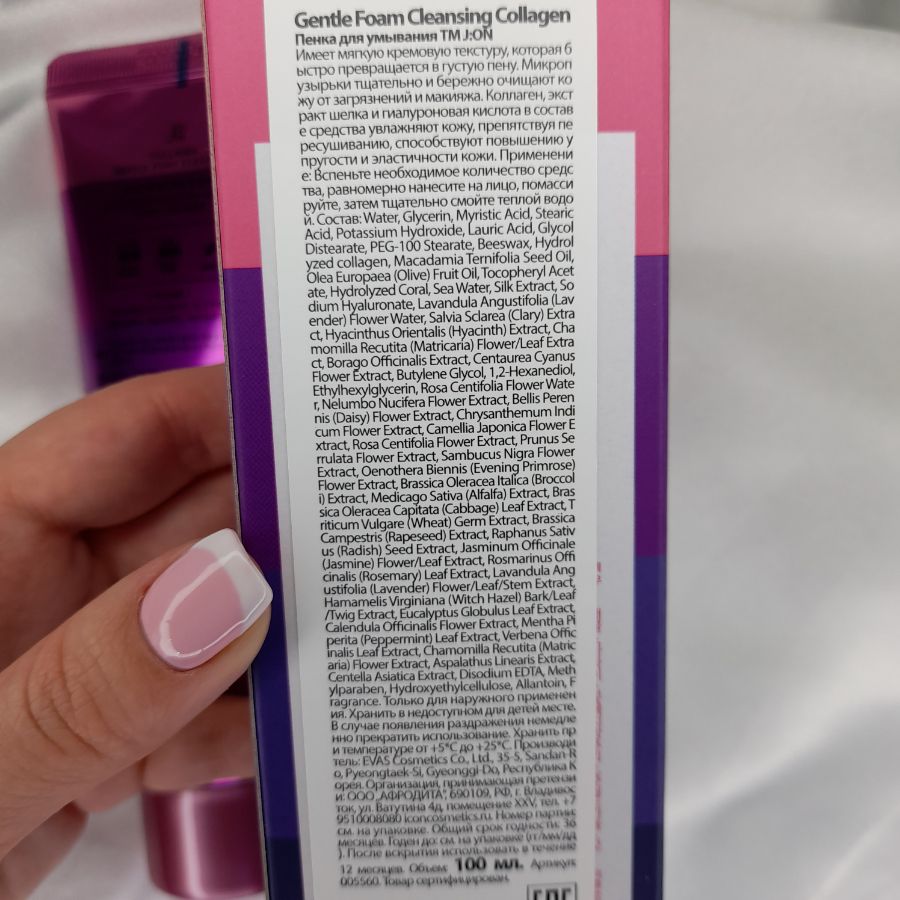 Gentle Foam Cleansing Collagen
Пенка для умывания ТМ J:ON
Имеет мягкую кремовую текстуру, которая б
ыстро превращается в густую пену. Микроп
узырьки тщательно и бережно очищают ко
жу от загрязнений и макияжа. Коллаген, экст
ракт шелка и гиалуроновая кислота в состав
е средства увлажняют кожу, препятствуя пе
ресушиванию, способствуют повышению у
пругости и эластичности кожи. Применени
е: Вспеньте необходимое количество средс
тва, равномерно нанесите на лицо, помасси
руйте, затем тщательно смойте теплой водо
й. Состав: Water, Glycerin, Myristic Acid, Stearic
Acid, Potassium Hydroxide, Lauric Acid, Glycol
Distearate, PEG-100 Stearate, Beeswax, Hydrol
yzed collagen, Macadamia Ternifolia Seed Oil,
Olea Europaea (Olive) Fruit Oil, Tocopheryl Acet
ate, Hydrolyzed Coral, Sea Water, Silk Extract, So
dium Hyaluronate, Lavandula Angustifolia (Lav
ender) Flower Water, Salvia Sclarea (Clary) Extra
ct, Hyacinthus Orientalis (Hyacinth) Extract, Cha
momilla Recutita (Matricaria) Flower/Leaf Extra
ct, Borago Officinalis Extract, Centaurea Cyanus
Flower Extract, Butylene Glycol, 1,2-Hexanediol,
Ethylhexylglycerin, Rosa Centifolia Flower Wate
r, Nelumbo Nucifera Flower Extract, Bellis Peren
nis (Daisy) Flower Extract, Chrysanthemum Indi
cum Flower Extract, Camellia Japonica Flower E
xtract, Rosa Centifolia Flower Extract, Prunus Se
rrulata Flower Extract, Sambucus Nigra Flower
Extract, Oenothera Biennis (Evening Primrose)
Flower Extract, Brassica Oleracea Italica (Broccol
i) Extract, Medicago Sativa (Alfalfa) Extract, Bras
sica Oleracea Capitata (Cabbage) Leaf Extract, T
riticum Vulgare (Wheat) Germ Extract, Brassica
Campestris (Rapeseed) Extract, Raphanus Sativ
us (Radish) Seed Extract, Jasminum Officinale
(Jasmine) Flower/Leaf Extract, Rosmarinus Offi
cinalis (Rosemary) Leaf Extract, Lavandula Ang
ustifolia (Lavender) Flower/Leaf/Stem Extract,
Hamamelis Virginiana (Witch Hazel) Bark/Leaf
/Twig Extract, Eucalyptus Globulus Leaf Extract,
Calendula Officinalis Flower Extract, Mentha Pi
perita (Peppermint) Leaf Extract, Verbena Offic
inalis Leaf Extract, Chamomilla Recutita (Matric
aria) Flower Extract, Aspalathus Linearis Extract,
Centella Asiatica Extract, Disodium EDTA, Meth
ylparaben, Hydroxyethylcellulose, Allantoin, F
ragrance. Только для наружного применен
ия. Хранить в недоступном для детей месте.
В случае появления раздражения немедле
нно прекратить использование. Хранить пр
и температуре от +5°C до +25°C. Производи
тель: EVAS Cosmetics Co., Ltd., 35-5, Sandan-R
o, Pyeongtaek-Si, Gyeonggi-Do, Республика К
орея. Организация, принимающая претензи
и: ООО „АФРОДИТА“, 690109, РФ, г. Владивос
ток, ул. Ватутина 4д, помещение XXV, тел. +7
9510008080 iconcosmetics.ru. Номер партии:
см. на упаковке. Общий срок годности: 36
месяцев. Годен до: см. на упаковке (гг/мм/дд
). После вскрытия использовать в течение
12 месяцев. Объем: 100 мл. Артикул:
005560. Товар сертифицирован.